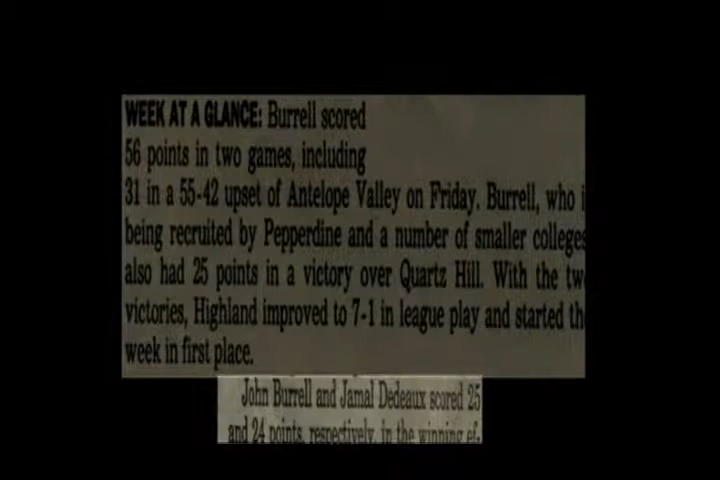 WEEK AT A GLANCE: Burrell scored
56 points in two games, including
31 in a 55-42 upset of Antelope Valley on Friday. Burrell, who i
being recruited by Pepperdine and a number of smaller colleges
also had 25 points in a victory over Quartz Hill. With the tw
victories, Highland improved to 7-1 in league play and started th
week in first place.
John Burrell and Jamal Dedeaux scored 25
and 24 points, respectively, in the winning ef-